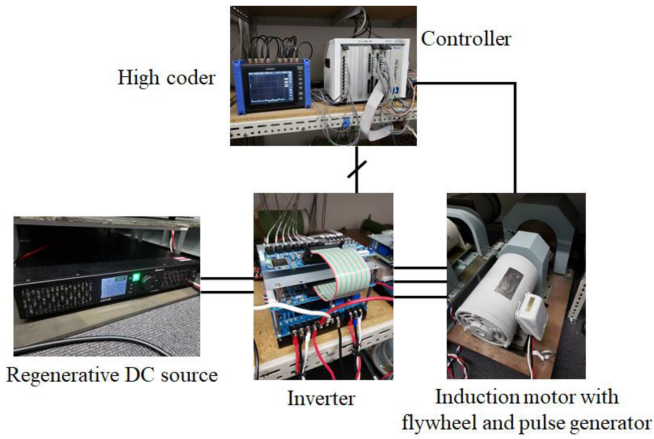 Controller
High coder
Regenerative DC source
Inverter
Induction motor with
flywheel and pulse generator